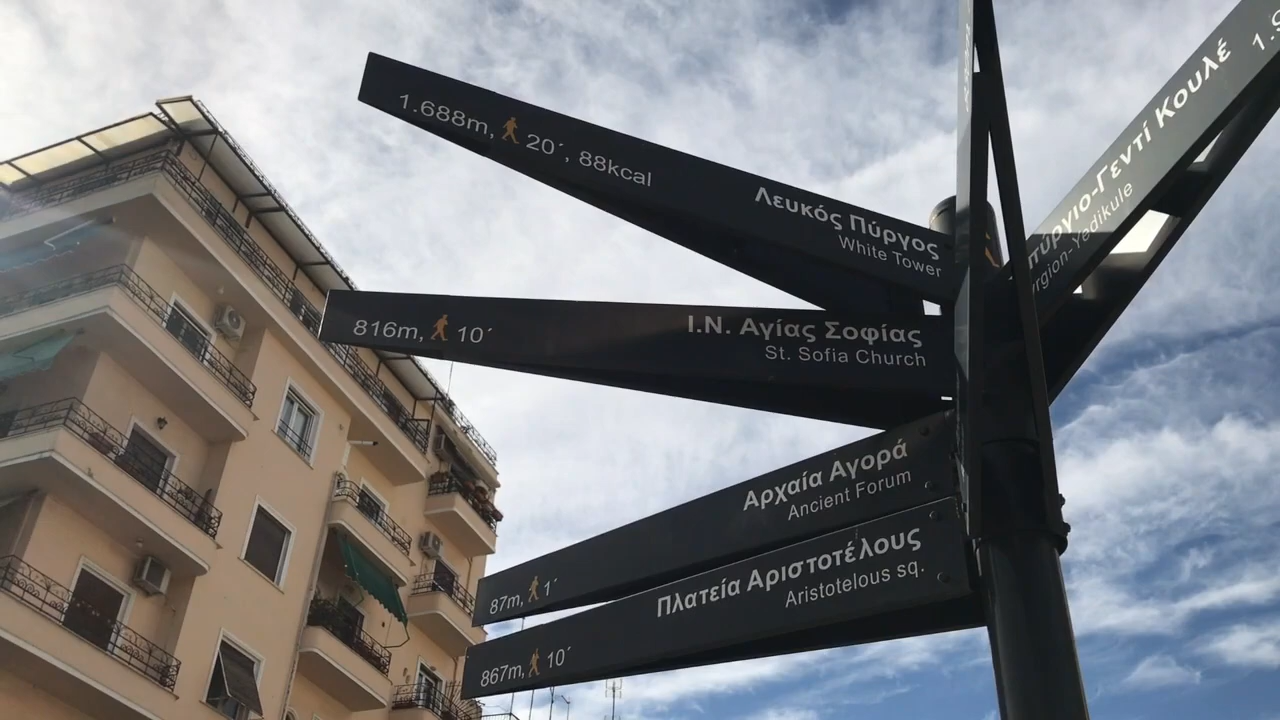 1.688m, 20΄, 88kcal
Λευκός Πύργος
White Tower
816m, 10΄
Ι.Ν. Αγίας Σοφίας
St. Sofia Church
Αρχαία Αγορά
Ancient Forum
87m, 1΄
Πλατεία Αριστοτέλους
Aristotelous sq.
867m, 10΄
πύργιο-Γεντί Κουλέ
yrgion-Yedikule